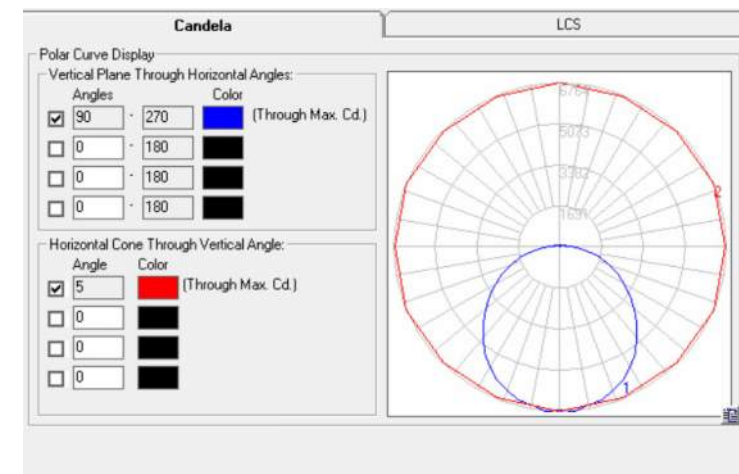 Candela
LCS
Polar Curve Display
Vertical Plane Through Horizontal Angles:
Angles Color
90 - 270 (Through Max. Cd.)
0 - 180
0 - 180
0 - 180
Horizontal Cone Through Vertical Angle:
Angle Color
5 (Through Max. Cd.)
0
0
0
6764
5073
3382
1691
2
1